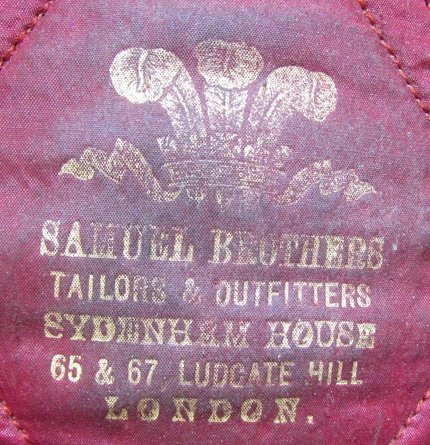 SAMUEL BROTHERS
TAILORS & OUTFITTERS
SYDENHAM HOUSE
65 & 67, LUDGATE HILL
LONDON.